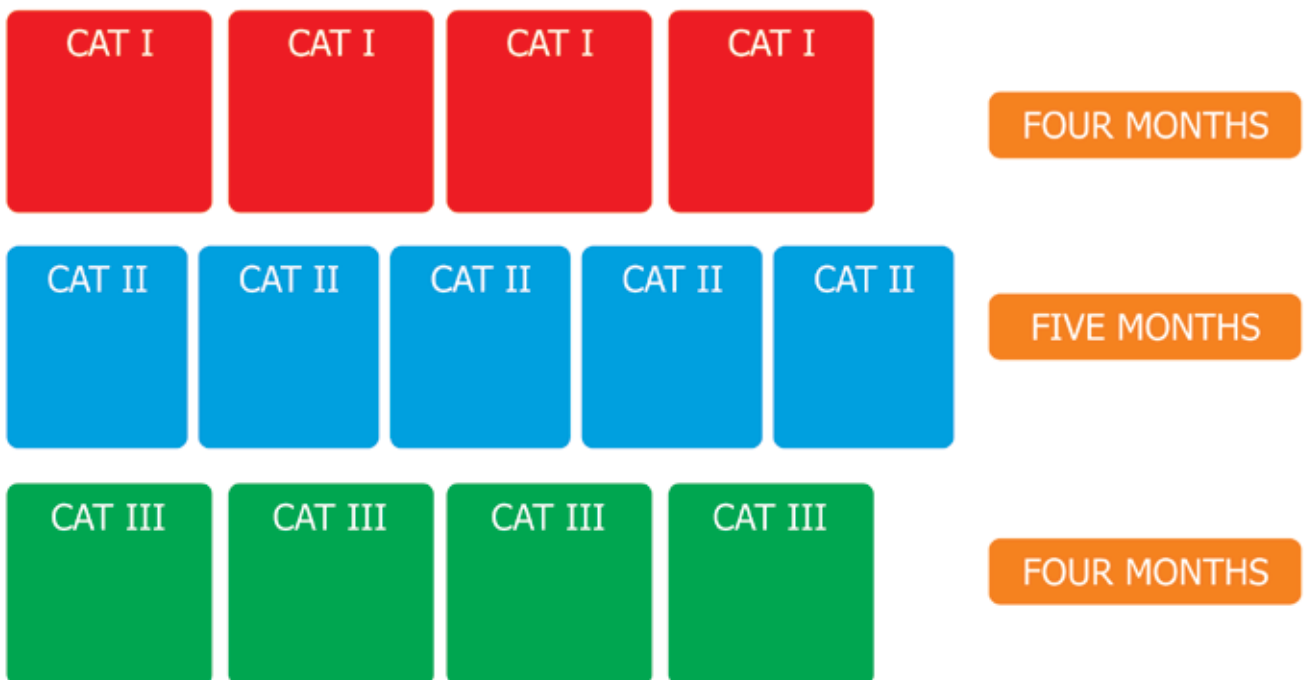 CAT I CAT I CAT I CAT I
FOUR MONTHS
CAT II CAT II CAT II CAT II CAT II
FIVE MONTHS
CAT III CAT III CAT III CAT III
FOUR MONTHS